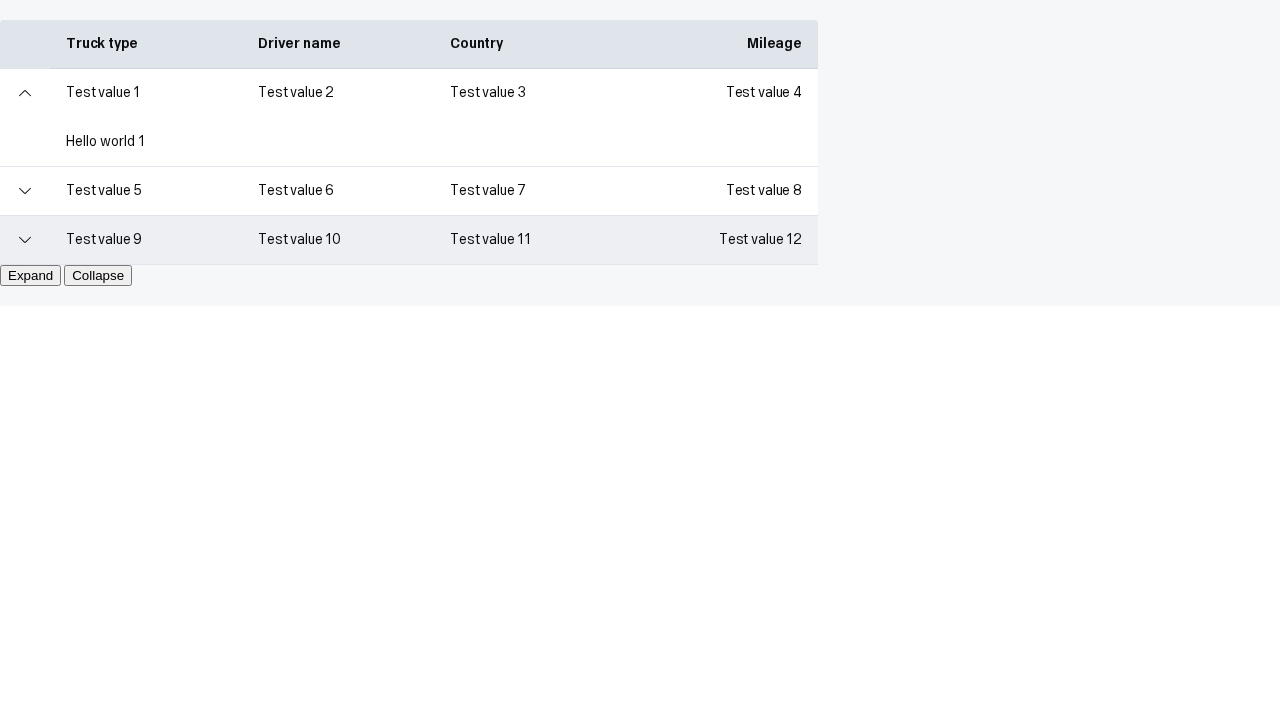 Truck type Driver name Country Mileage
Test value 1 Test value 2 Test value 3 Test value 4
Hello world 1
Test value 5 Test value 6 Test value 7 Test value 8
Test value 9 Test value 10 Test value 11 Test value 12
Expand Collapse